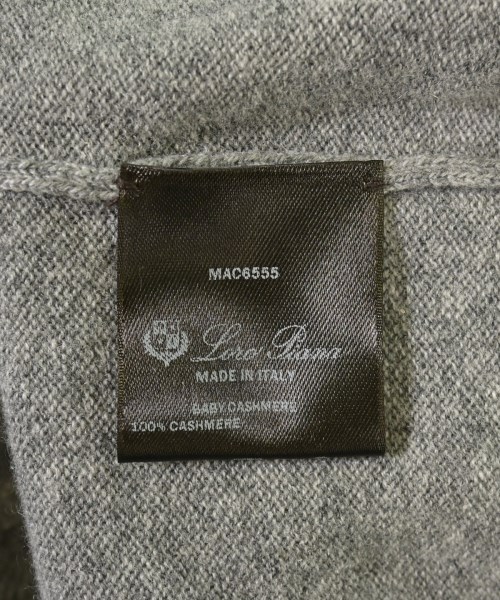 MAC6555
Loro Piana
MADE IN ITALY
BABY CASHMERE
100% CASHMERE